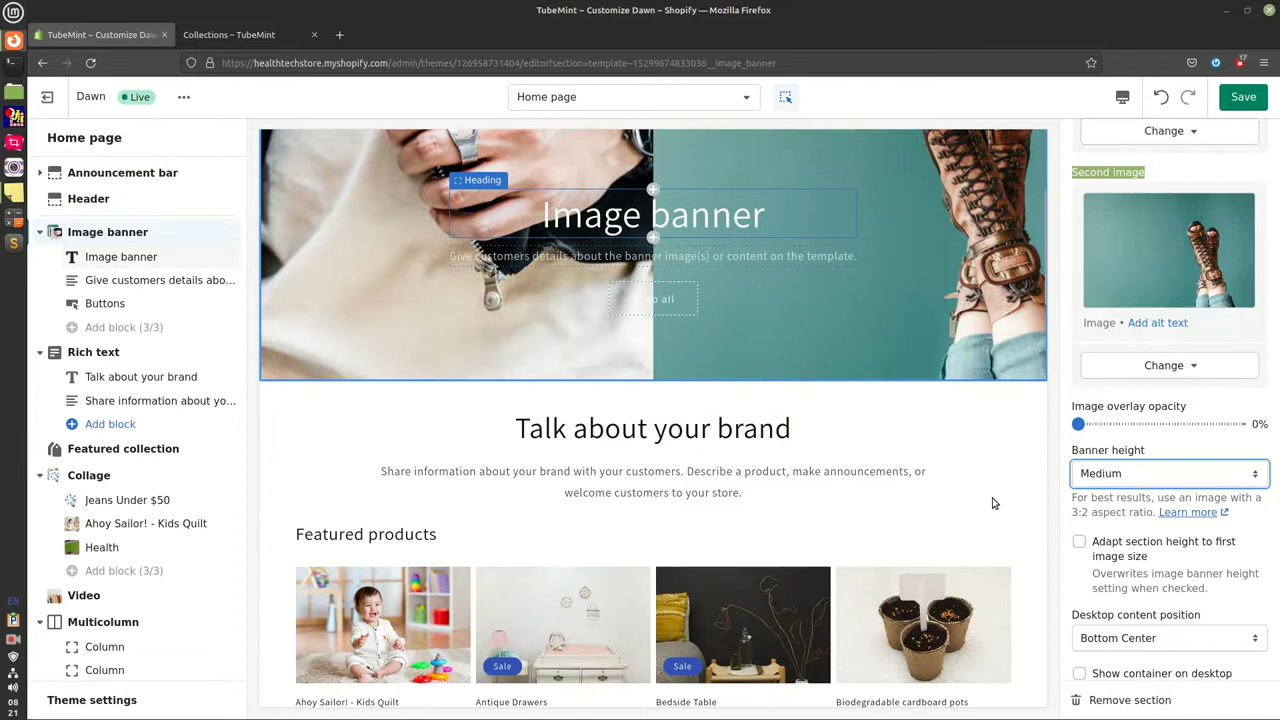 TubeMint ~ Customize Dawn ~ Shopify — Mozilla Firefox
TubeMint ~ Customize Daw
Collections ~ TubeMint
https://healthtechstore.myshopify.com/admin/themes/126958731404/editor?section=template--15299674833036__image_banner
17
Dawn
Live
Home page
Save
Home page
Announcement bar
Header
Image banner
Image banner
Give customers details abo...
Buttons
Add block (3/3)
Rich text
Talk about your brand
Share information about yo...
Add block
Featured collection
Collage
Jeans Under $50
Ahoy Sailor! - Kids Quilt
Health
Add block (3/3)
Video
Multicolumn
Column
Column
Theme settings
EN
08
21
Heading
Image banner
Give customers details about the banner image(s) or content on the template.
all
Talk about your brand
Share information about your brand with your customers. Describe a product, make announcements, or
welcome customers to your store.
Featured products
Sale
Sale
Ahoy Sailor! - Kids Quilt
Antique Drawers
Bedside Table
Biodegradable cardboard pots
Change
Second image
Image • Add alt text
Change
Image overlay opacity
0%
Banner height
Medium
For best results, use an image with a
3:2 aspect ratio. Learn more
Adapt section height to first
image size
Overwrites image banner height
setting when checked.
Desktop content position
Bottom Center
Show container on desktop
Remove section